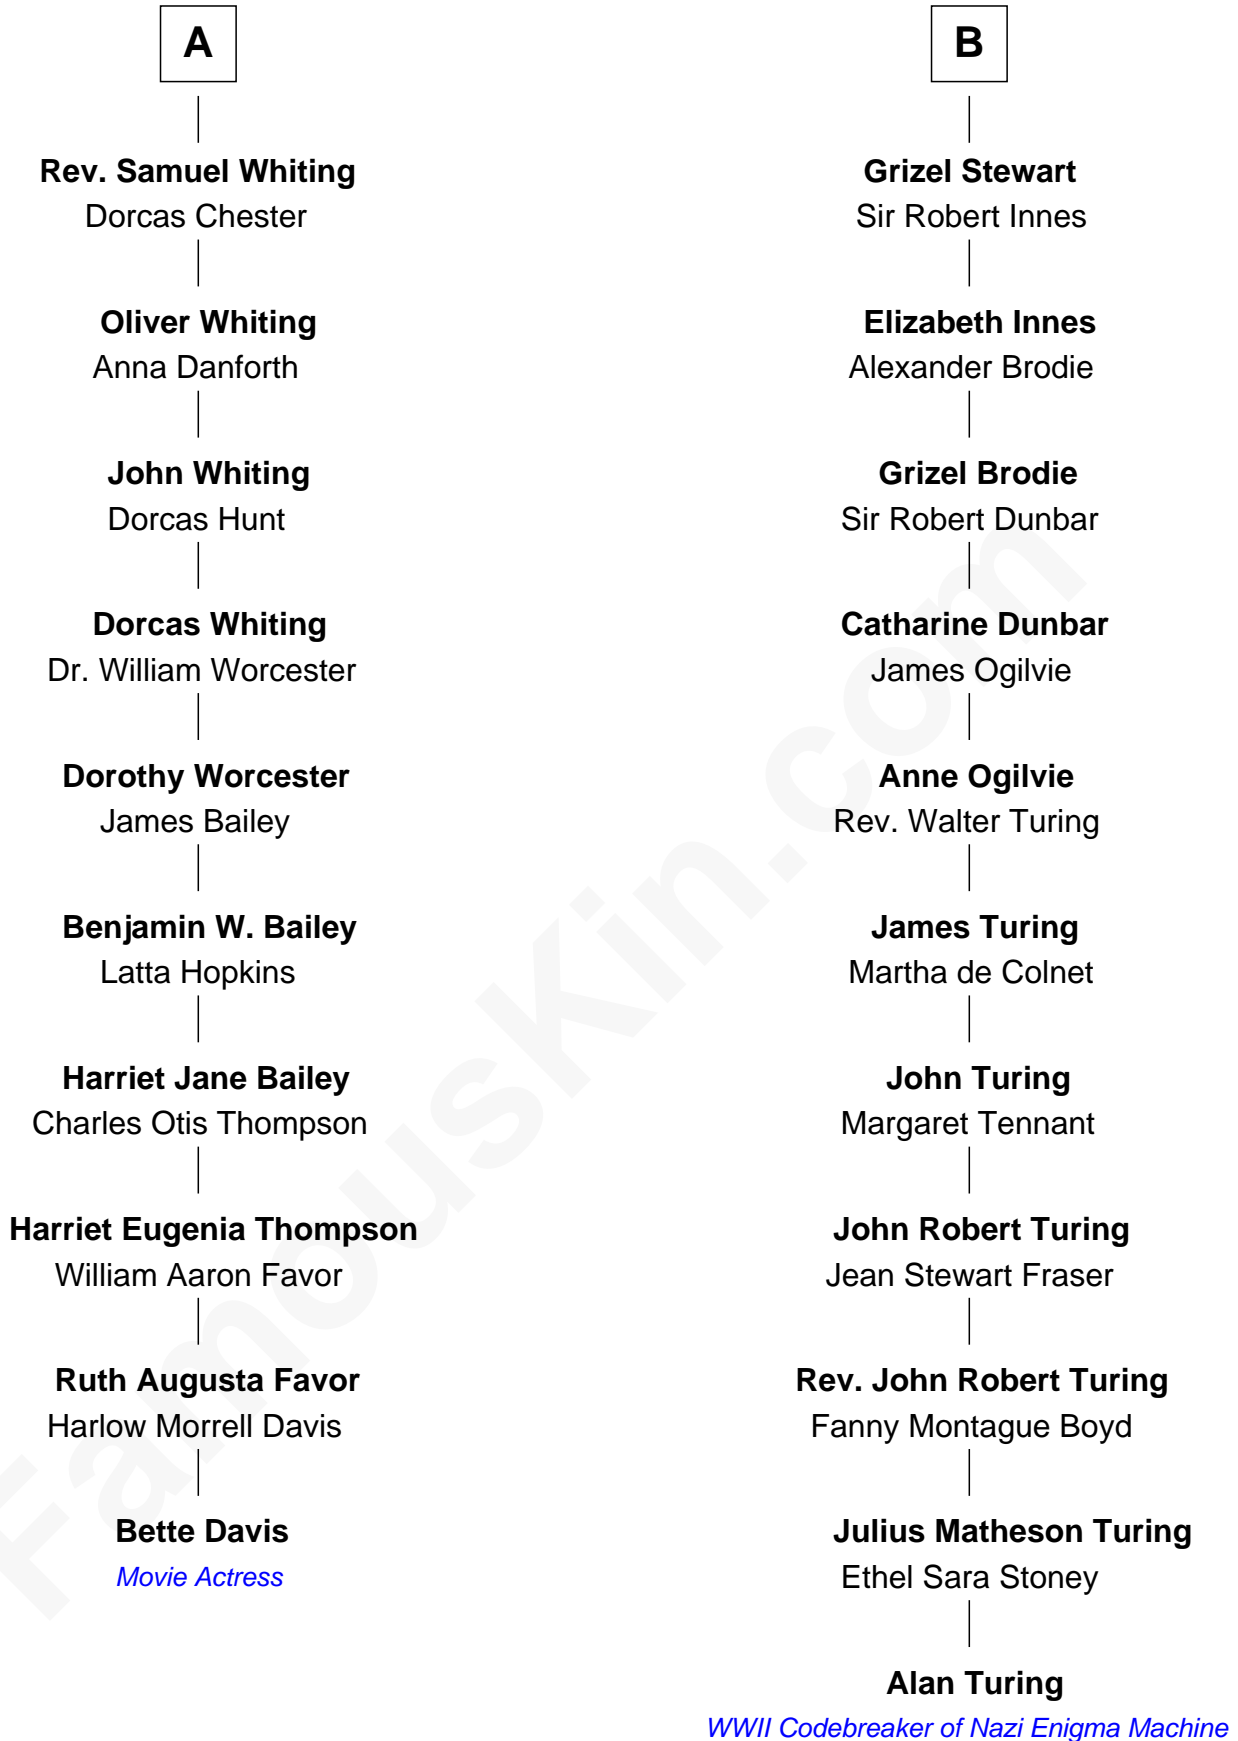 A
Rev. Samuel Whiting
Dorcas Chester
Oliver Whiting
Anna Danforth
John Whiting
Dorcas Hunt
Dorcas Whiting
Dr. William Worcester
Dorothy Worcester
James Bailey
Benjamin W. Bailey
Latta Hopkins
Harriet Jane Bailey
Charles Otis Thompson
Harriet Eugenia Thompson
William Aaron Favor
Ruth Augusta Favor
Harlow Morrell Davis
Bette Davis
Movie Actress
B
Grizel Stewart
Sir Robert Innes
Elizabeth Innes
Alexander Brodie
Grizel Brodie
Sir Robert Dunbar
Catharine Dunbar
James Ogilvie
Anne Ogilvie
Rev. Walter Turing
James Turing
Martha de Colnet
John Turing
Margaret Tennant
John Robert Turing
Jean Stewart Fraser
Rev. John Robert Turing
Fanny Montague Boyd
Julius Matheson Turing
Ethel Sara Stoney
Alan Turing
WWII Codebreaker of Nazi Enigma Machine
FamousKin.com